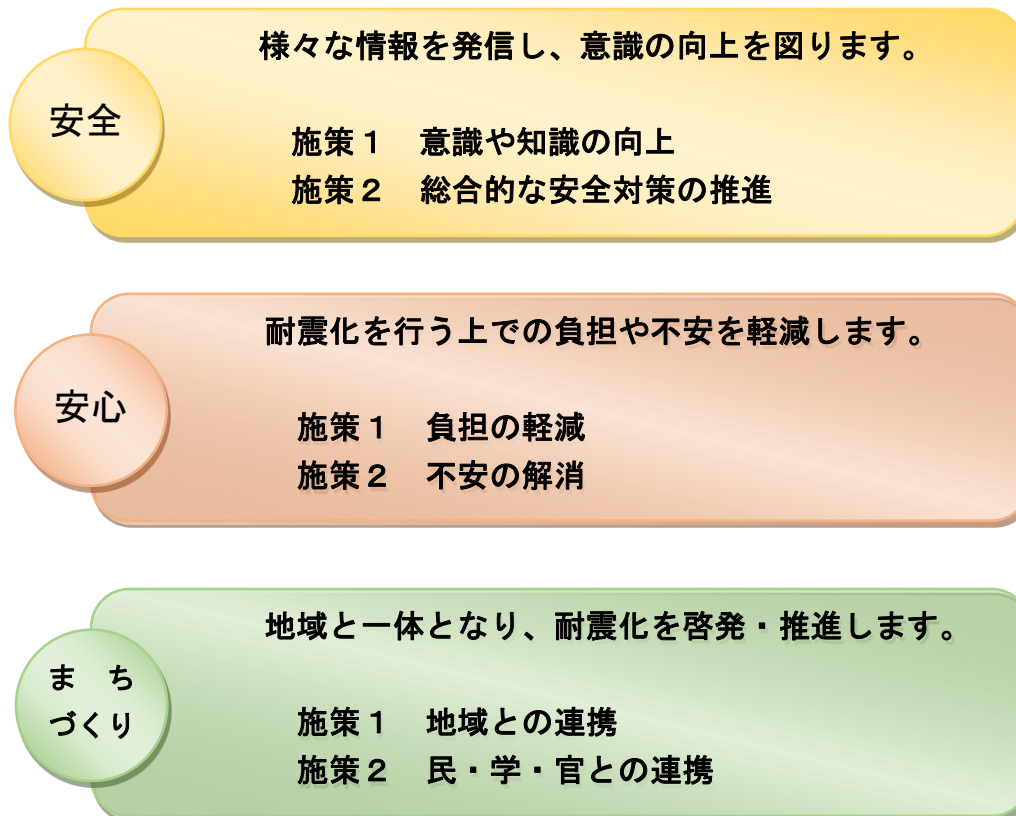 安全
様々な情報を発信し、意識の向上を図ります。
施策１　意識や知識の向上
施策２　総合的な安全対策の推進
安心
耐震化を行う上での負担や不安を軽減します。
施策１　負担の軽減
施策２　不安の解消
ま　ち
づくり
地域と一体となり、耐震化を啓発・推進します。
施策１　地域との連携
施策２　民・学・官との連携